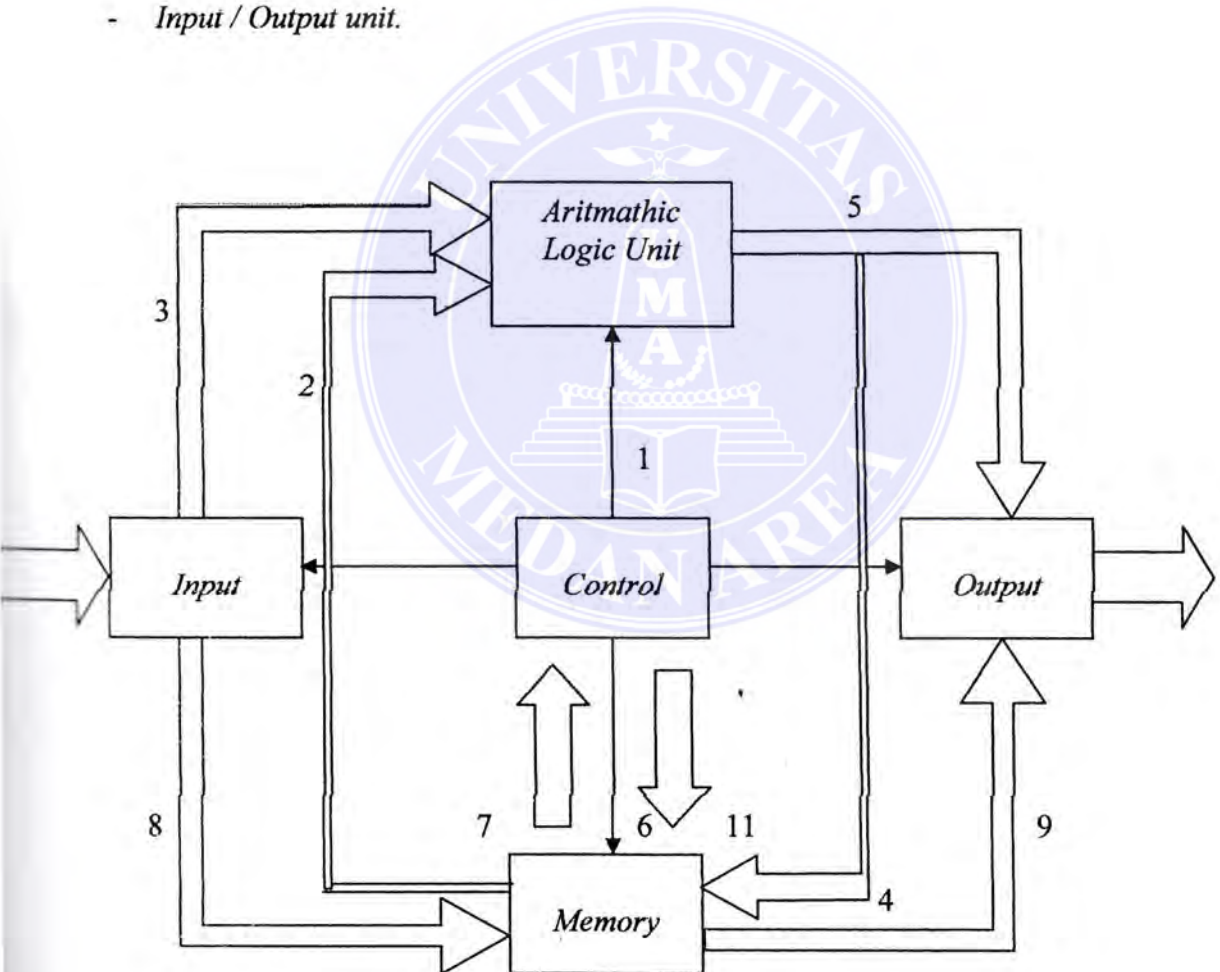 - Input / Output unit.
UNIVERSITAS
MEDAN AREA
U
M
A
Aritmathic
Logic Unit
5
3
2
1
Input
Control
Output
8
7
6
11
9
4
Memory